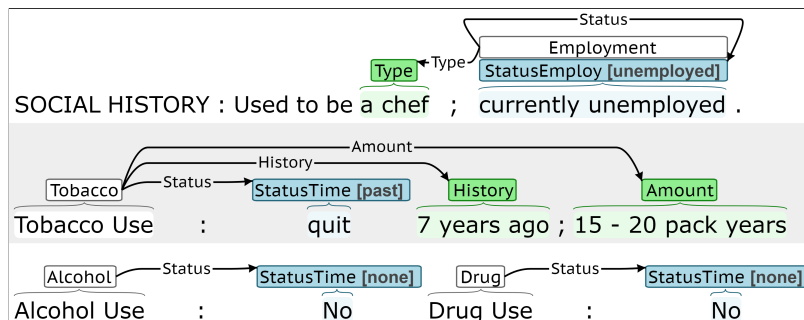 Status
Employment
Type Type StatusEmploy [unemployed]
SOCIAL HISTORY : Used to be a chef ; currently unemployed .
Amount
History
Tobacco Status StatusTime [past] History Amount
Tobacco Use : quit 7 years ago ; 15 - 20 pack years
Alcohol Status StatusTime [none] Drug Status StatusTime [none]
Alcohol Use : No Drug Use : No